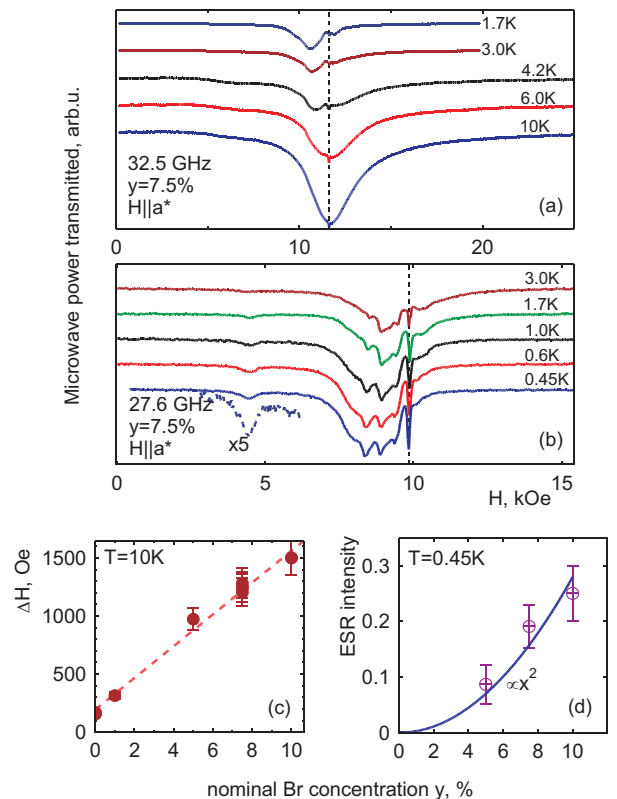 Microwave power transmitted, arb.u.
1.7K
3.0K
4.2K
6.0K
10K
32.5 GHz
y=7.5%
H||a*
(a)
0 10 20
3.0K
1.7K
1.0K
0.6K
0.45K
27.6 GHz
y=7.5%
H||a*
x5
(b)
0 5 10 15
H, kOe
ΔH, Oe
1500
1000
500
0
T=10K
(c)
0 2 4 6 8 10
ESR intensity
0.3
0.2
0.1
0
T=0.45K
∝x²
(d)
0 2 4 6 8 10
nominal Br concentration y, %